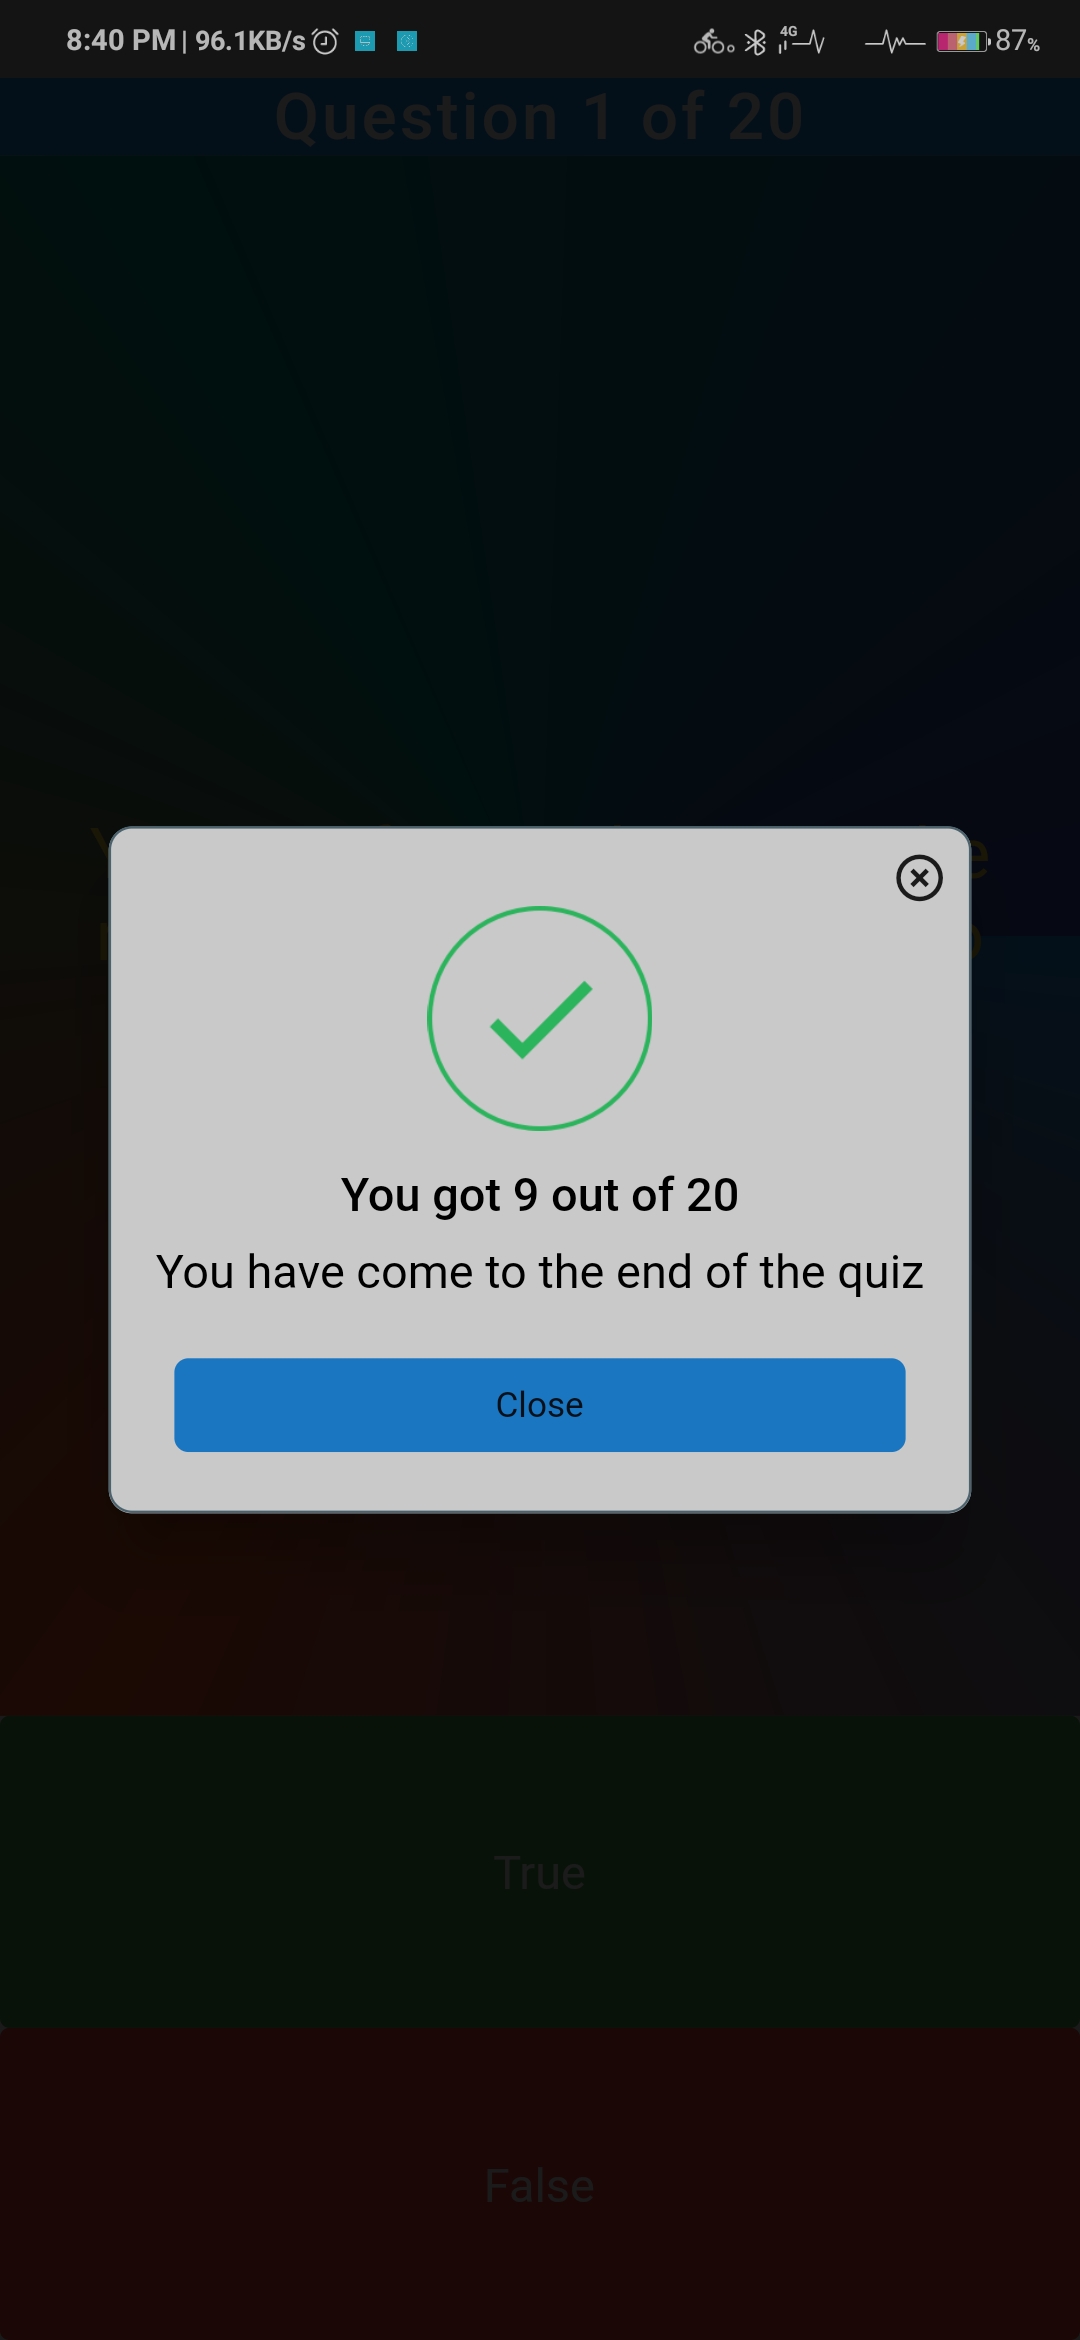 8:40 PM | 96.1KB/s 4G 87%
Question 1 of 20
You got 9 out of 20
You have come to the end of the quiz
Close
True
False